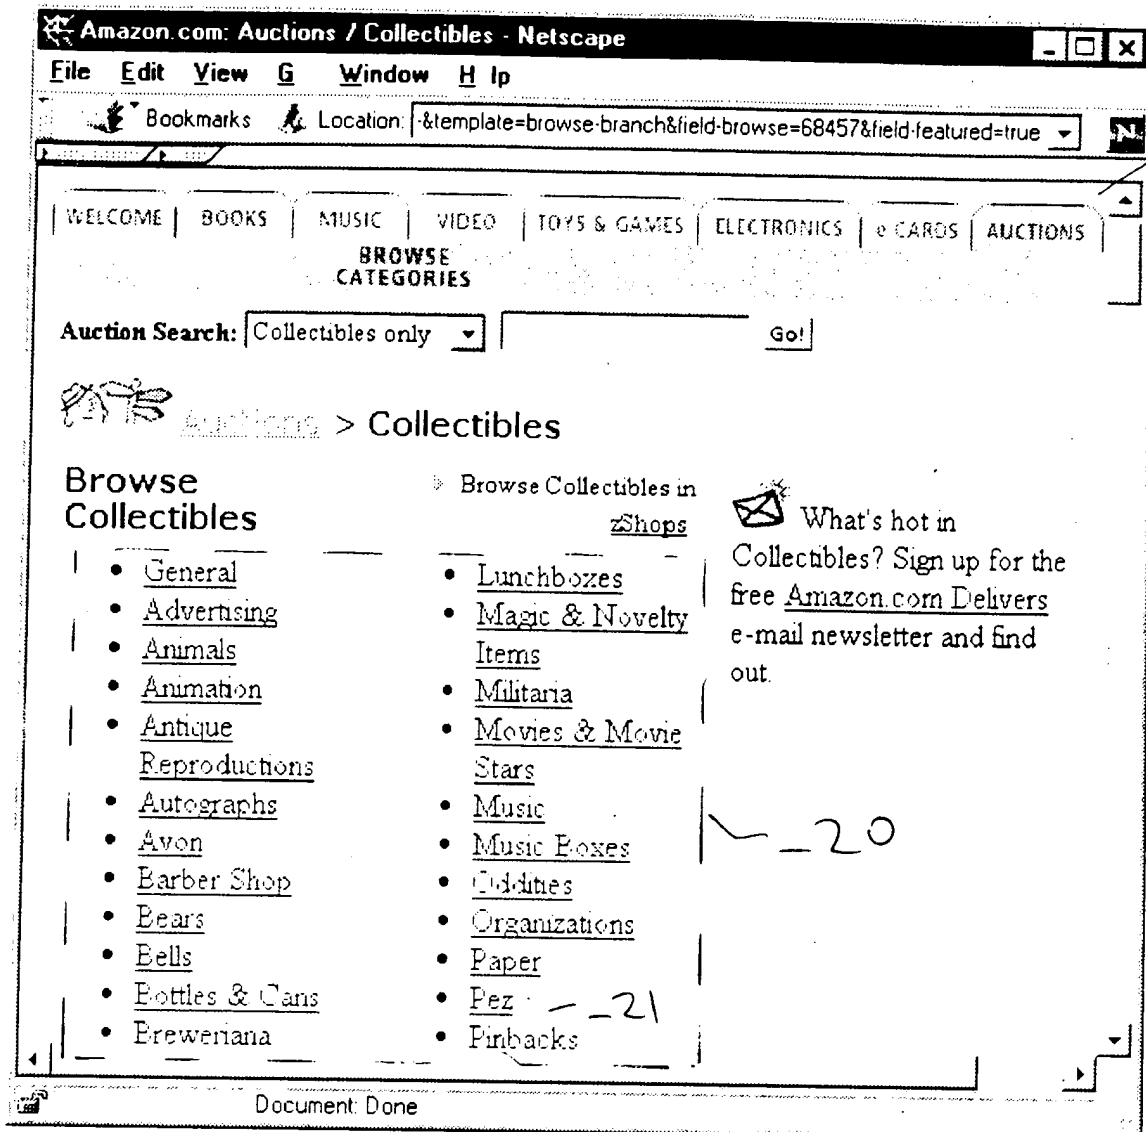 Amazon.com: Auctions / Collectibles - Netscape
File Edit View G Window H lp
Bookmarks Location: -&template=browse-branch&field-browse=68457&field-featured=true
N
WELCOME BOOKS MUSIC VIDEO TOYS & GAMES ELECTRONICS e-CARDS AUCTIONS
BROWSE
CATEGORIES
Auction Search: Collectibles only Go!
Auctions > Collectibles
Browse
Collectibles
Browse Collectibles in
zShops
• General
• Advertising
• Animals
• Animation
• Antique
Reproductions
• Autographs
• Avon
• Barber Shop
• Bears
• Bells
• Bottles & Cans
• Breweriana
• Lunchboxes
• Magic & Novelty
Items
• Militaria
• Movies & Movie
Stars
• Music
• Music Boxes
• Oddities
• Organizations
• Paper
• Pez 21
• Pinbacks
20
What's hot in
Collectibles? Sign up for the
free Amazon.com Delivers
e-mail newsletter and find
out.
Document: Done